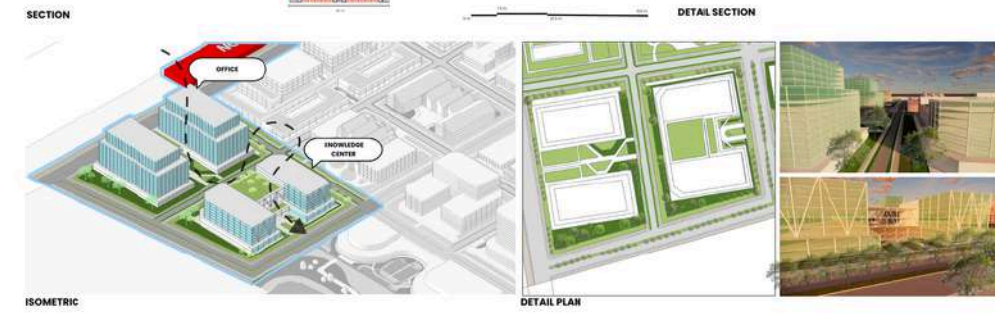 SECTION
DETAIL SECTION
OFFICE
KNOWLEDGE
CENTER
ISOMETRIC
DETAIL PLAN